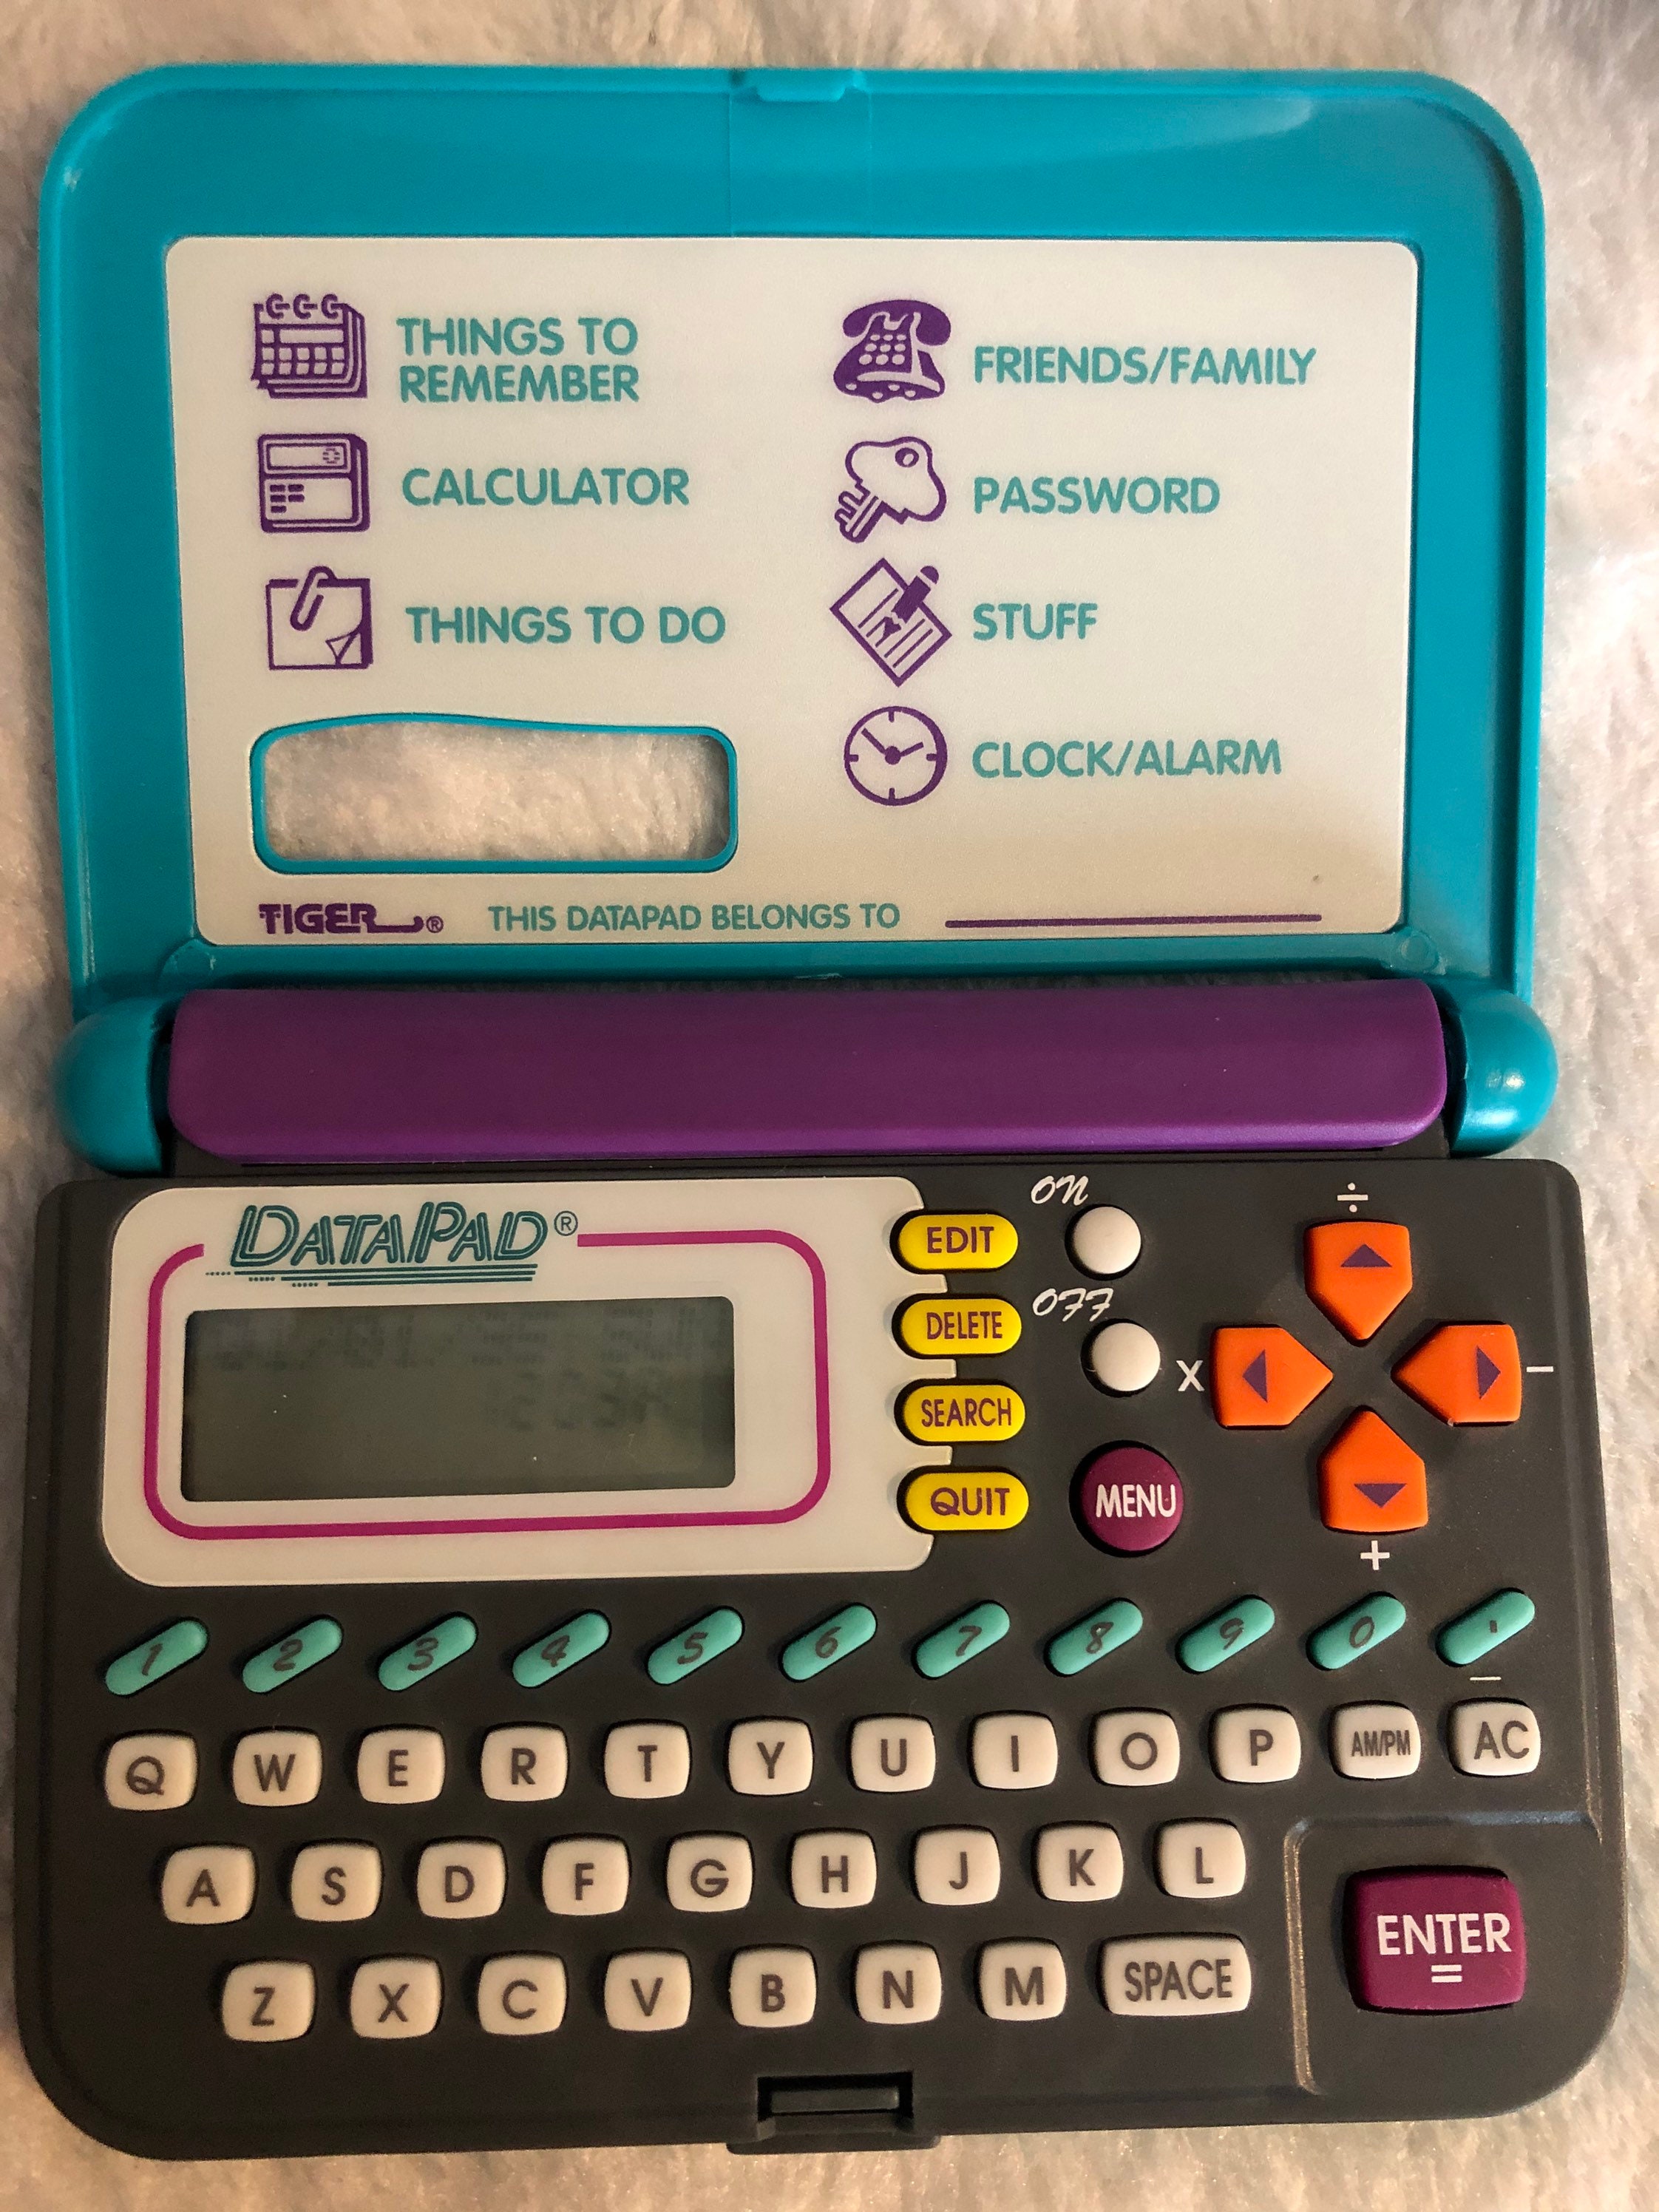 THINGS TO
REMEMBER
FRIENDS/FAMILY
CALCULATOR
PASSWORD
THINGS TO DO
STUFF
CLOCK/ALARM
TIGER®
THIS DATAPAD BELONGS TO
DATAPAD®
EDIT
ON
÷
DELETE
OFF
X
−
SEARCH
QUIT
MENU
+
1 2 3 4 5 6 7 8 9 0 .
Q W E R T Y U I O P AM/PM AC
A S D F G H J K L
ENTER
=
Z X C V B N M SPACE